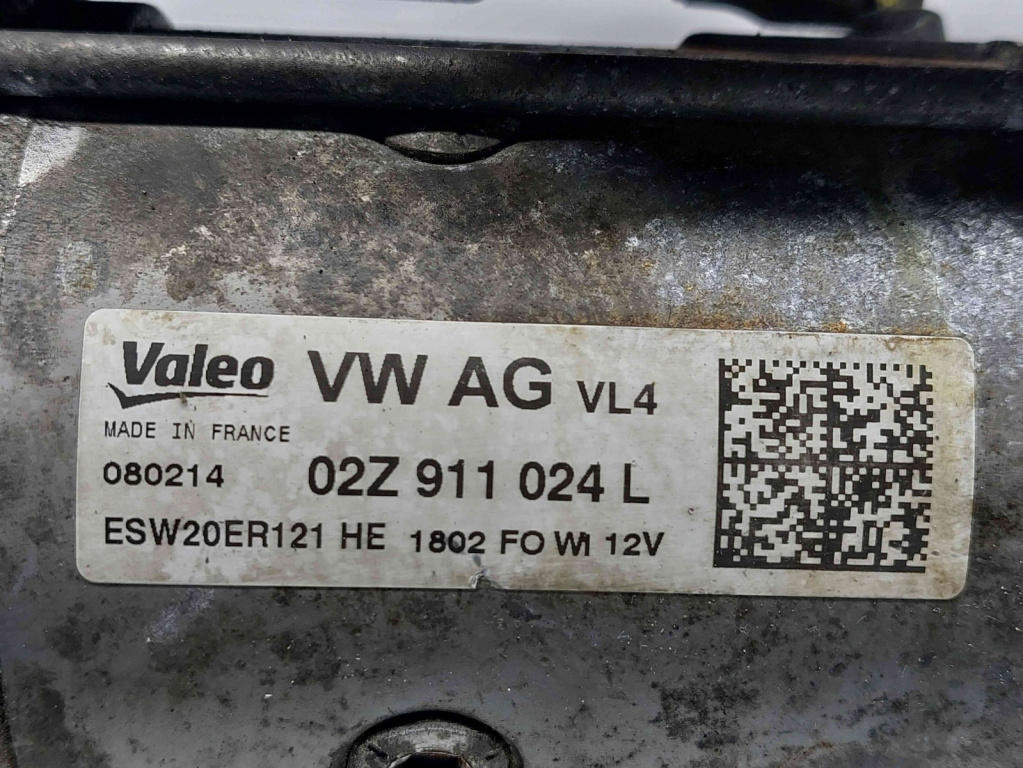 Valeo VW AG VL4
MADE IN FRANCE
080214 02Z 911 024 L
ESW20ER121 HE 1802 FO WI 12V